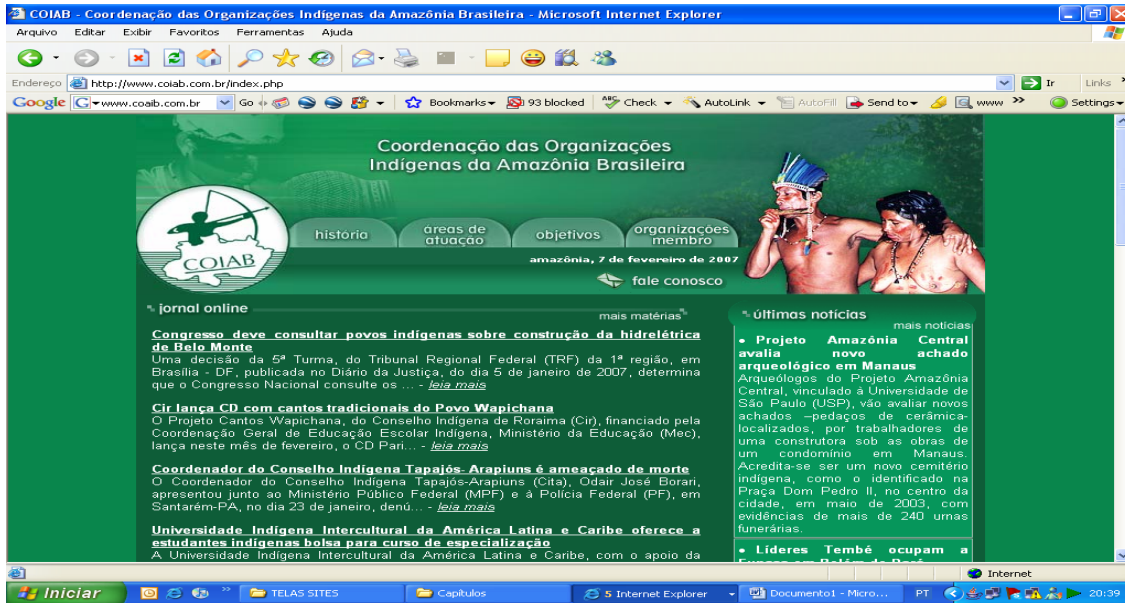 COIAB - Coordenação das Organizações Indígenas da Amazônia Brasileira - Microsoft Internet Explorer
Arquivo Editar Exibir Favoritos Ferramentas Ajuda
Endereço http://www.coiab.com.br/index.php Ir Links
Google G www.coaib.com.br Go Bookmarks 93 blocked ABC Check AutoLink AutoFill Send to www Settings
Coordenação das Organizações
Indígenas da Amazônia Brasileira
história áreas de atuação objetivos organizações membro
COIAB
amazônia, 7 de fevereiro de 2007
fale conosco
jornal online
mais matérias
Congresso deve consultar povos indígenas sobre construção da hidrelétrica
de Belo Monte
Uma decisão da 5ª Turma, do Tribunal Regional Federal (TRF) da 1ª região, em
Brasília - DF, publicada no Diário da Justiça, do dia 5 de janeiro de 2007, determina
que o Congresso Nacional consulte os ... - leia mais
Cir lança CD com cantos tradicionais do Povo Wapichana
O Projeto Cantos Wapichana, do Conselho Indígena de Roraima (Cir), financiado pela
Coordenação Geral de Educação Escolar Indígena, Ministério da Educação (Mec),
lança neste mês de fevereiro, o CD Pari... - leia mais
Coordenador do Conselho Indígena Tapajós- Arapiuns é ameaçado de morte
O Coordenador do Conselho Indígena Tapajós-Arapiuns (Cita), Odair José Borari,
apresentou junto ao Ministério Público Federal (MPF) e à Polícia Federal (PF), em
Santarém-PA, no dia 23 de janeiro, denú... - leia mais
Universidade Indígena Intercultural da América Latina e Caribe oferece a
estudantes indígenas bolsa para curso de especialização
A Universidade Indígena Intercultural da América Latina e Caribe, com o apoio da
últimas notícias
mais notícias
• Projeto Amazônia Central
avalia novo achado
arqueológico em Manaus
Arqueólogos do Projeto Amazônia
Central, vinculado á Universidade de
São Paulo (USP), vão avaliar novos
achados –pedaços de cerâmica-
localizados, por trabalhadores de
uma construtora sob as obras de
um condomínio em Manaus.
Acredita-se ser um novo cemitério
indígena, como o identificado na
Praça Dom Pedro II, no centro da
cidade, em maio de 2003, com
evidências de mais de 240 urnas
funerárias.
• Líderes Tembé ocupam a
Internet
Iniciar TELAS SITES Capítulos 5 Internet Explorer Documento1 - Micro... PT 20:39